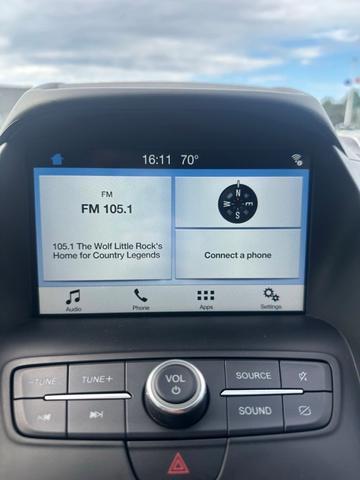 16:11 70°
FM
FM 105.1
105.1 The Wolf Little Rock's
Home for Country Legends
N
W E
S
Connect a phone
Audio Phone Apps Settings
-TUNE TUNE+ VOL SOURCE
SOUND